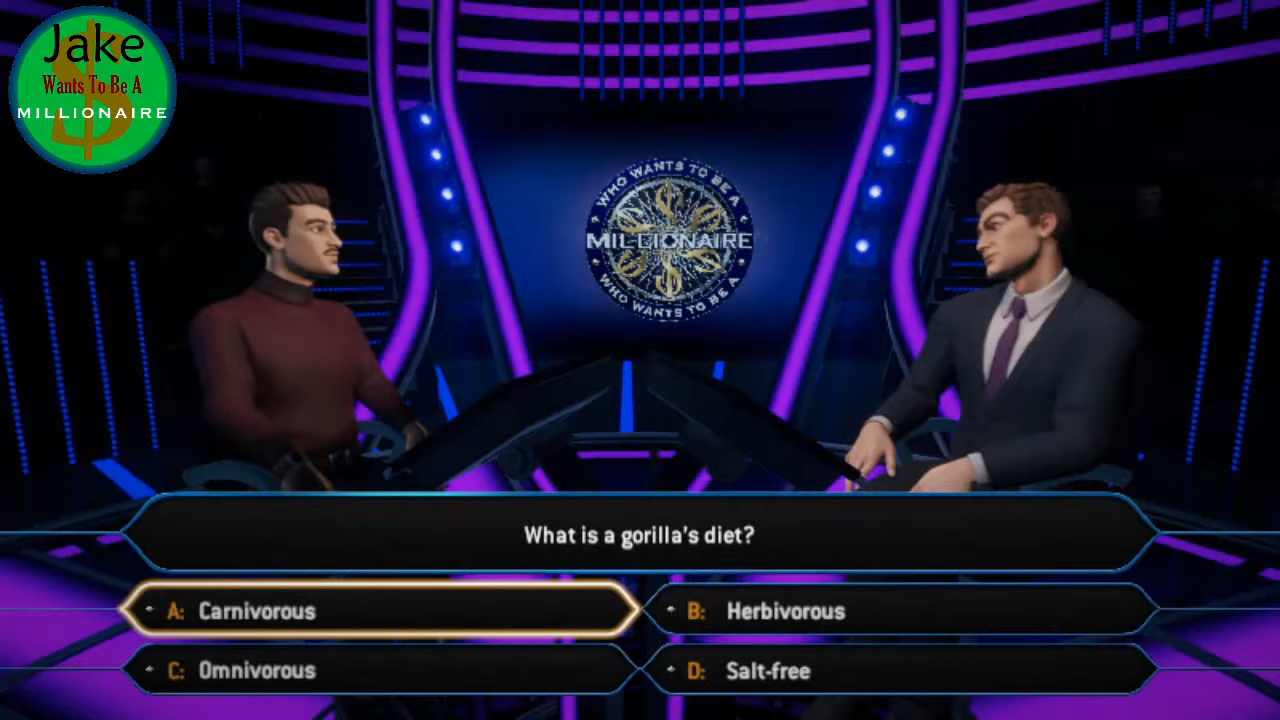 Jake
Wants To Be A
MILLIONAIRE
WHO WANTS TO BE A
MILLIONAIRE
WHO WANTS TO BE A
What is a gorilla's diet?
A: Carnivorous
B: Herbivorous
C: Omnivorous
D: Salt-free